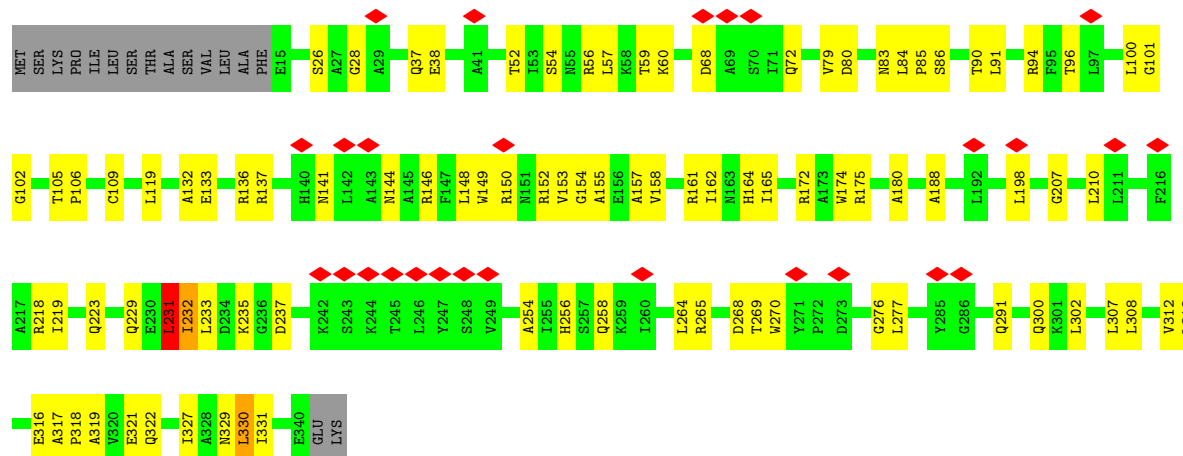 MET SER LYS PRO ILE LEU SER THR ALA SER VAL LEU ALA PHE E15 S26 A27 G28 A29 Q37 E38 A41 T52 I53 S54 N55 R56 L57 K58 T59 K60 D68 A69 S70 I71 Q72 V79 D80 N83 L84 P85 S86 T90 L91 R94 F95 T96 L97 L100 G101
G102 T105 P106 C109 L119 A132 E133 R136 R137 H140 N141 L142 A143 N144 A145 R146 F147 L148 W149 R150 N151 R152 V153 G154 A155 E156 A157 V158 R161 I162 N163 H164 I165 R172 A173 W174 R175 A180 A188 L192 L198 G207 L210 L211 F216
A217 R218 I219 Q223 Q229 E230 L231 I232 L233 D234 K235 G236 D237 K242 S243 K244 T245 L246 Y247 S248 V249 A254 I255 H256 S257 Q258 K259 I260 L264 R265 D268 T269 W270 Y271 P272 D273 G276 L277 Y285 G286 Q291 Q300 K301 L302 L307 L308 V312
E316 A317 P318 A319 V320 E321 Q322 I327 A328 N329 L330 I331 E340 GLU LYS